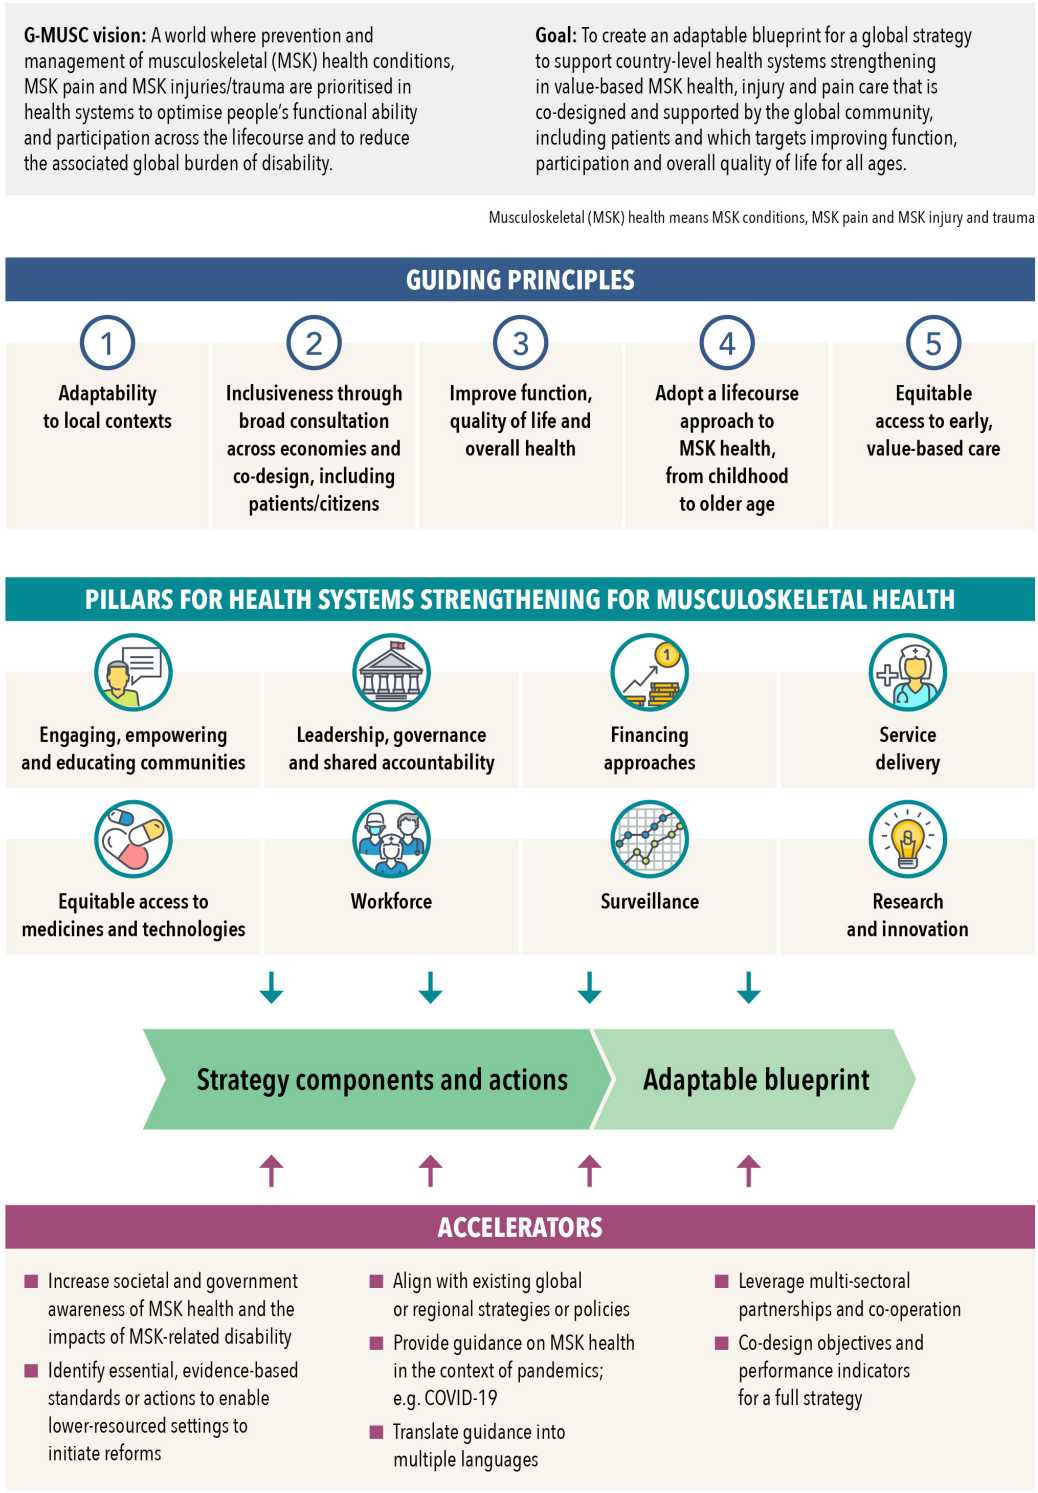 G-MUSC vision: A world where prevention and
management of musculoskeletal (MSK) health conditions,
MSK pain and MSK injuries/trauma are prioritised in
health systems to optimise people's functional ability
and participation across the lifecourse and to reduce
the associated global burden of disability.
Goal: To create an adaptable blueprint for a global strategy
to support country-level health systems strengthening
in value-based MSK health, injury and pain care that is
co-designed and supported by the global community,
including patients and which targets improving function,
participation and overall quality of life for all ages.
Musculoskeletal (MSK) health means MSK conditions, MSK pain and MSK injury and trauma
GUIDING PRINCIPLES
1
Adaptability
to local contexts
2
Inclusiveness through
broad consultation
across economies and
co-design, including
patients/citizens
3
Improve function,
quality of life and
overall health
4
Adopt a lifecourse
approach to
MSK health,
from childhood
to older age
5
Equitable
access to early,
value-based care
PILLARS FOR HEALTH SYSTEMS STRENGTHENING FOR MUSCULOSKELETAL HEALTH
Engaging, empowering
and educating communities
Leadership, governance
and shared accountability
1
Financing
approaches
Service
delivery
Equitable access to
medicines and technologies
Workforce
Surveillance
Research
and innovation
Strategy components and actions
Adaptable blueprint
ACCELERATORS
Increase societal and government
awareness of MSK health and the
impacts of MSK-related disability
Identify essential, evidence-based
standards or actions to enable
lower-resourced settings to
initiate reforms
Align with existing global
or regional strategies or policies
Provide guidance on MSK health
in the context of pandemics;
e.g. COVID-19
Translate guidance into
multiple languages
Leverage multi-sectoral
partnerships and co-operation
Co-design objectives and
performance indicators
for a full strategy